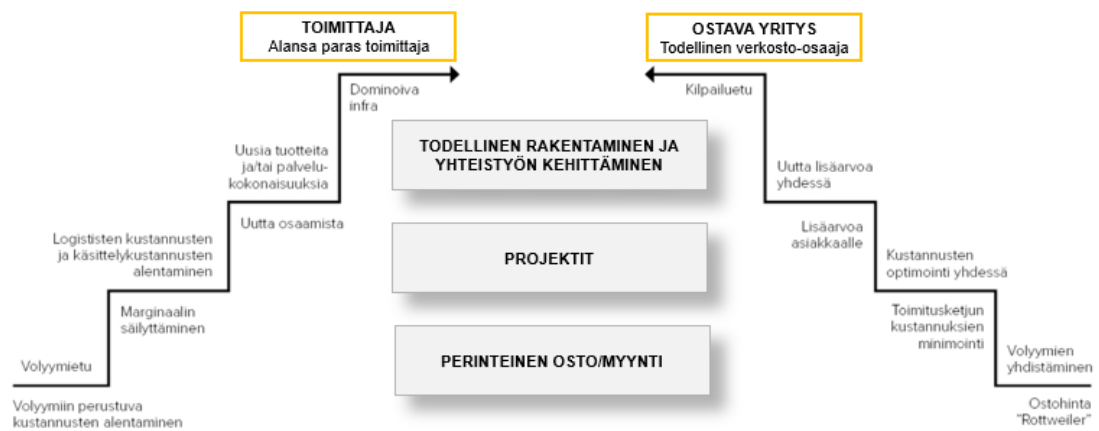 TOIMITTAJA
Alansa paras toimittaja
OSTAVA YRITYS
Todellinen verkosto-osaaja
Dominoiva
infra
Kilpailuetu
TODELLINEN RAKENTAMINEN JA
YHTEISTYÖN KEHITTÄMINEN
Uusia tuotteita
ja/tai palvelu-
kokonaisuuksia
Uutta lisäarvoa
yhdessä
Uutta osaamista
Lisäarvoa
asiakkaalle
Logististen kustannusten
ja käsittelykustannusten
alentaminen
PROJEKTIT
Kustannusten
optimointi yhdessä
Marginaalin
säilyttäminen
Toimitusketjun
kustannuksien
minimointi
Volyymietu
PERINTEINEN OSTO/MYYNTI
Volyymien
yhdistäminen
Volyymiin perustuva
kustannusten alentaminen
Ostohinta
"Rottweiler"